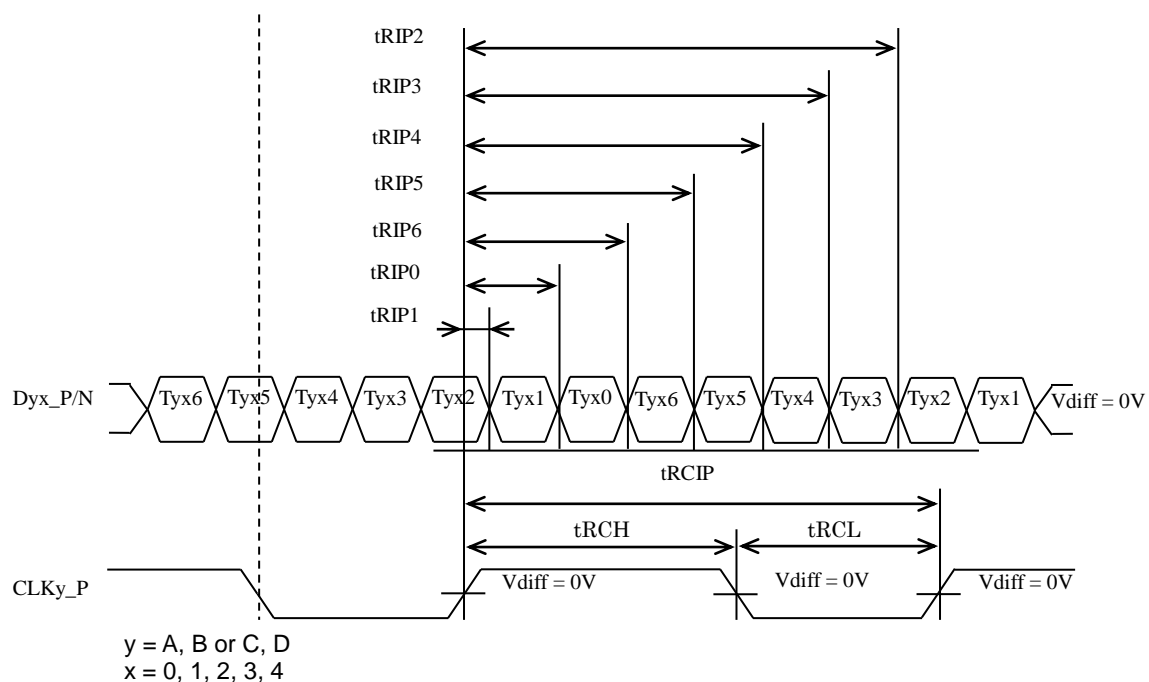 tRIP2
tRIP3
tRIP4
tRIP5
tRIP6
tRIP0
tRIP1
Dyx_P/N Tyx6 Tyx5 Tyx4 Tyx3 Tyx2 Tyx1 Tyx0 Tyx6 Tyx5 Tyx4 Tyx3 Tyx2 Tyx1 Vdiff = 0V
tRCIP
tRCH tRCL
CLKy_P Vdiff = 0V Vdiff = 0V Vdiff = 0V
y = A, B or C, D
x = 0, 1, 2, 3, 4